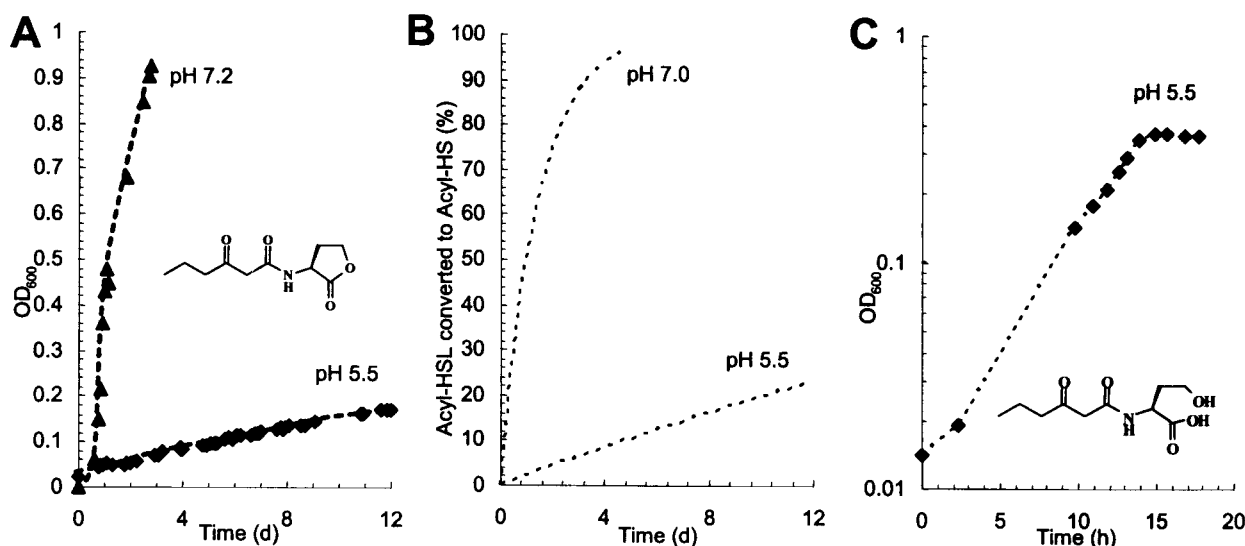 A
OD600
1
0.9
0.8
0.7
0.6
0.5
0.4
0.3
0.2
0.1
0
pH 7.2
O O
N
H
O
O
pH 5.5
0 4 8 12
Time (d)
B
Acyl-HSL converted to Acyl-HS (%)
100
90
80
70
60
50
40
30
20
10
0
pH 7.0
pH 5.5
0 4 8 12
Time (d)
C
OD600
1
0.1
0.01
pH 5.5
O O
OH
N
H
OH
O
0 5 10 15 20
Time (h)